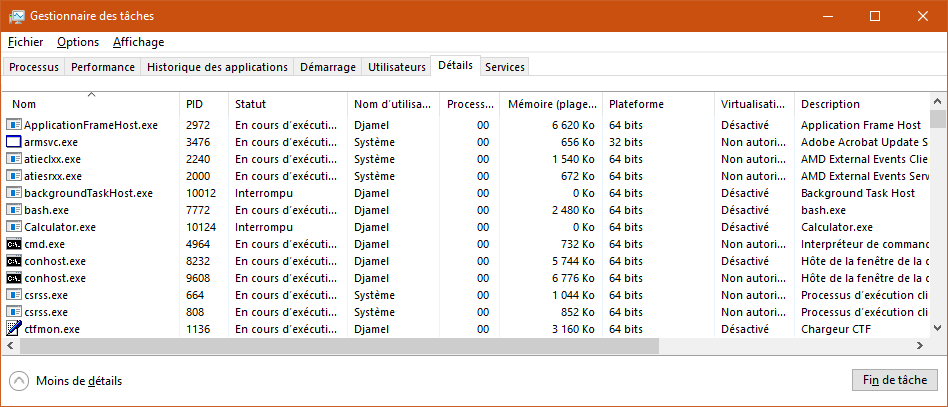 Gestionnaire des tâches
Fichier Options Affichage
Processus Performance Historique des applications Démarrage Utilisateurs Détails Services
Nom PID Statut Nom d'utilisa... Process... Mémoire (plage... Plateforme Virtualisati... Description
ApplicationFrameHost.exe 2972 En cours d'exécuti... Djamel 00 6 620 Ko 64 bits Désactivé Application Frame Host
armsvc.exe 3476 En cours d'exécuti... Système 00 656 Ko 32 bits Non autori... Adobe Acrobat Update S
atieclxx.exe 2240 En cours d'exécuti... Système 00 1 540 Ko 64 bits Non autori... AMD External Events Clie
atiesrxx.exe 2000 En cours d'exécuti... Système 00 672 Ko 64 bits Non autori... AMD External Events Serv
backgroundTaskHost.exe 10012 Interrompu Djamel 00 0 Ko 64 bits Désactivé Background Task Host
bash.exe 7772 En cours d'exécuti... Djamel 00 2 480 Ko 64 bits Désactivé bash.exe
Calculator.exe 10124 Interrompu Djamel 00 0 Ko 64 bits Désactivé Calculator.exe
cmd.exe 4964 En cours d'exécuti... Djamel 00 732 Ko 64 bits Non autori... Interpréteur de command
conhost.exe 8232 En cours d'exécuti... Djamel 00 5 744 Ko 64 bits Désactivé Hôte de la fenêtre de la c
conhost.exe 9608 En cours d'exécuti... Djamel 00 6 776 Ko 64 bits Non autori... Hôte de la fenêtre de la c
csrss.exe 664 En cours d'exécuti... Système 00 1 044 Ko 64 bits Non autori... Processus d'exécution cli
csrss.exe 808 En cours d'exécuti... Système 00 852 Ko 64 bits Non autori... Processus d'exécution cli
ctfmon.exe 1136 En cours d'exécuti... Djamel 00 3 160 Ko 64 bits Désactivé Chargeur CTF
Moins de détails
Fin de tâche